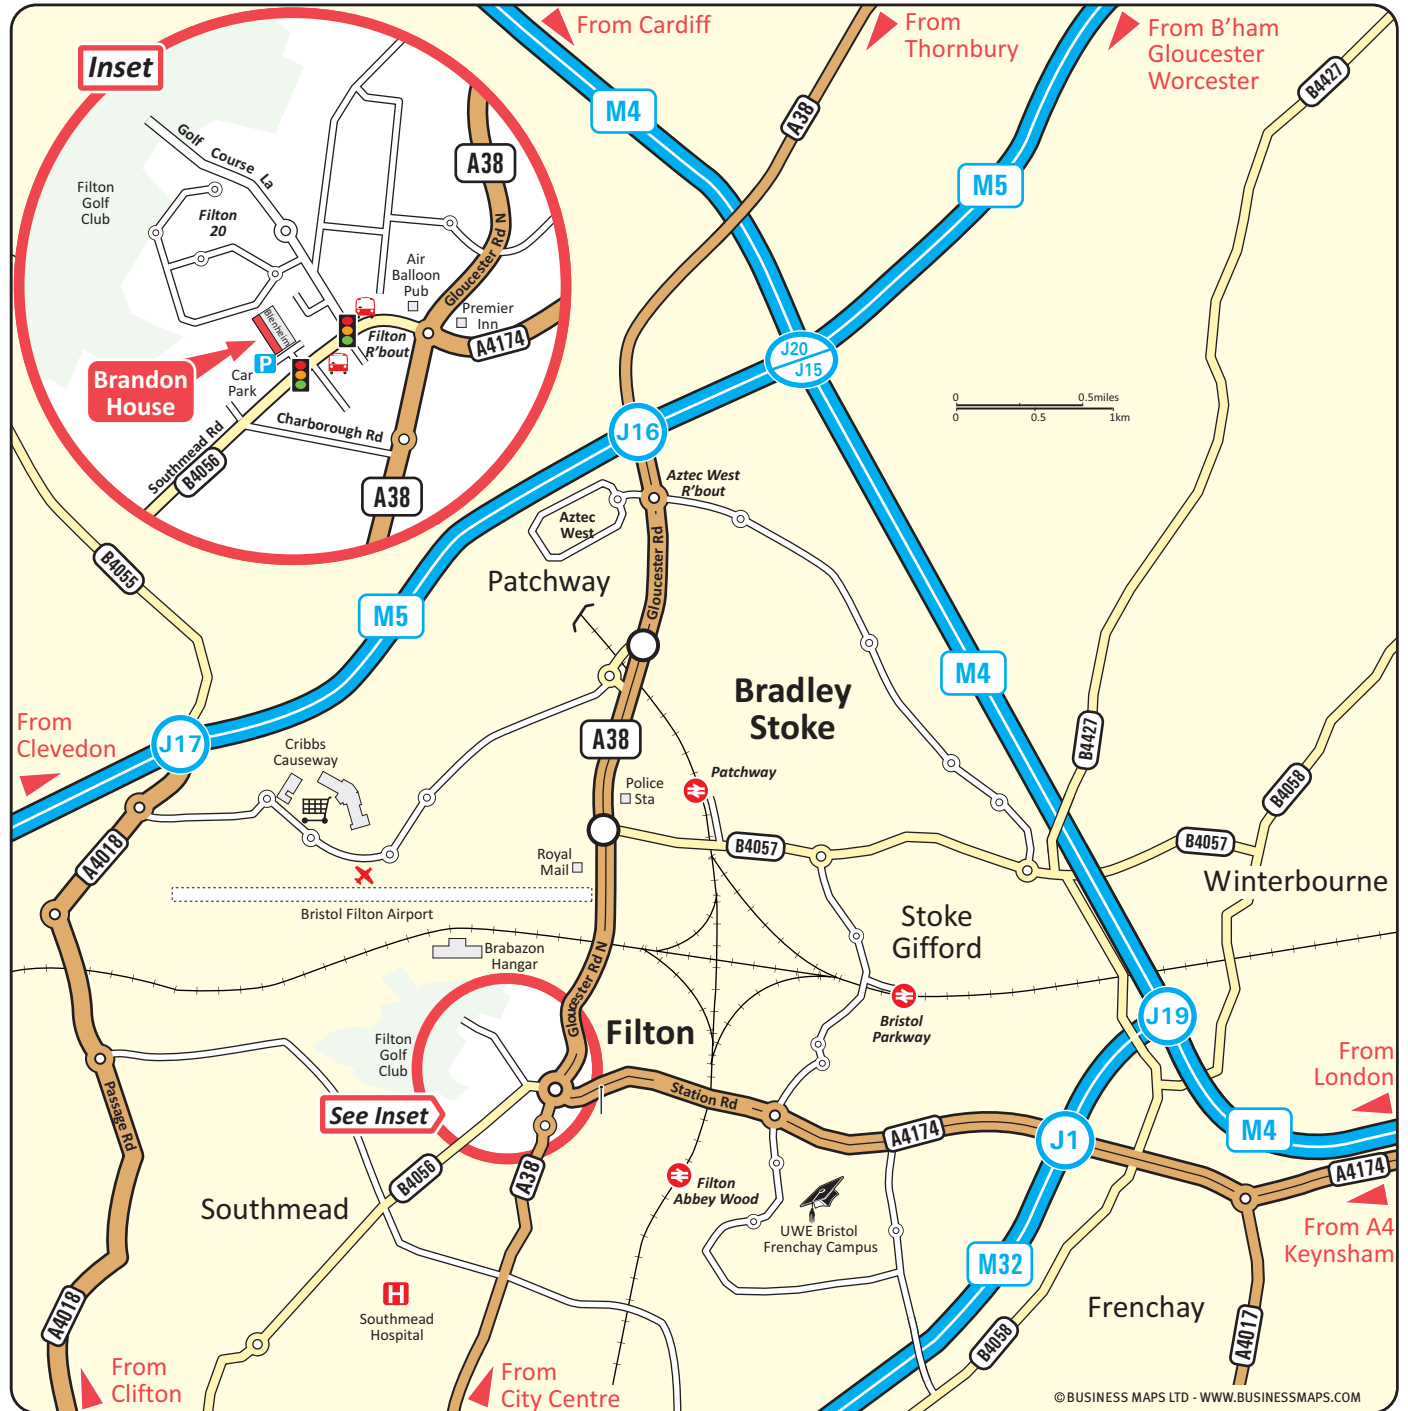 Inset
From Cardiff
From
Thornbury
From B'ham
Gloucester
Worcester
B4427
M4
A38
M5
A38
Golf Course La
Filton
Golf
Club
Filton
20
Gloucester Rd N
Air
Balloon
Pub
Premier
Inn
A4174
Blenheim
Filton
R'bout
P
Car
Park
Brandon
House
Charborough Rd
Southmead Rd
B4056
A38
J20
J15
0 0.5miles
0 0.5 1km
J16
Aztec West
R'bout
Aztec
West
Gloucester Rd
B4055
Patchway
M5
M4
Bradley
Stoke
From
Clevedon
J17
Cribbs
Causeway
A38
B4427
Patchway
Police
Sta
B4058
A4018
B4057
B4057
Royal
Mail
Winterbourne
Bristol Filton Airport
Stoke
Gifford
Brabazon
Hangar
Gloucester Rd N
Bristol
Parkway
J19
Filton
Filton
Golf
Club
From
London
See Inset
Station Rd
Passage Rd
A4174
J1
M4
A4174
B4056
A38
Filton
Abbey Wood
Southmead
UWE Bristol
Frenchay Campus
From A4
Keynsham
M32
H
Southmead
Hospital
A4018
Frenchay
B4058
A4017
From
Clifton
From
City Centre
© BUSINESS MAPS LTD - WWW.BUSINESSMAPS.COM